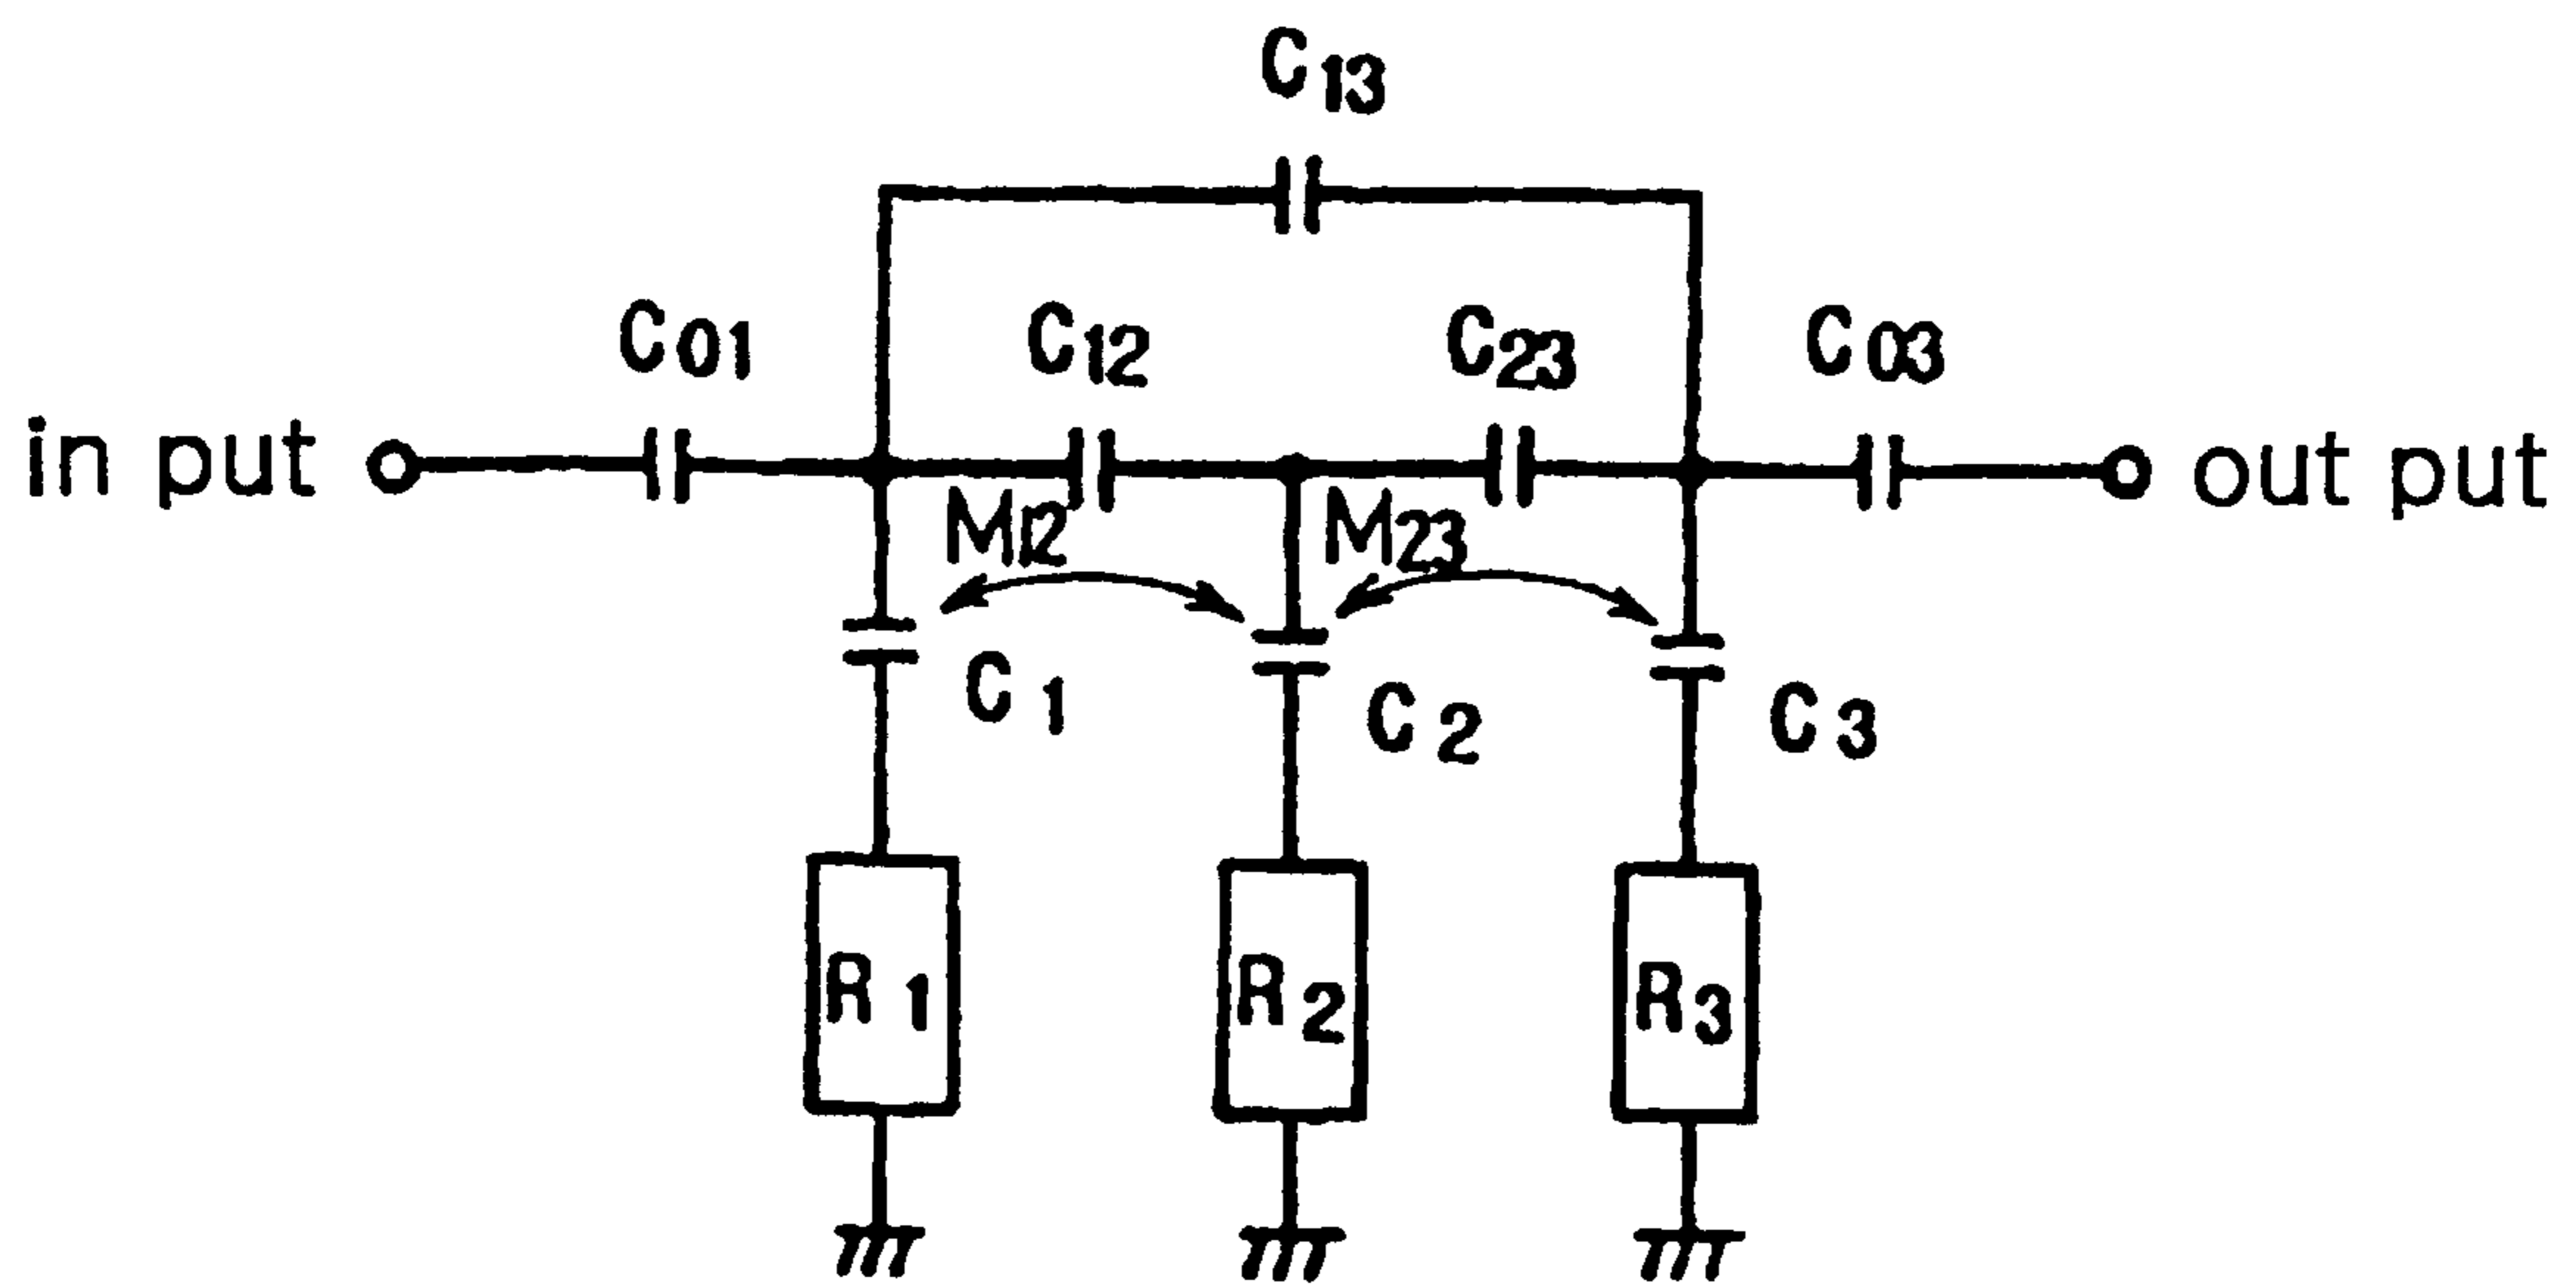 C13
C01 C12 C23 C03
in put M12 M23 out put
C1 C2 C3
R1 R2 R3